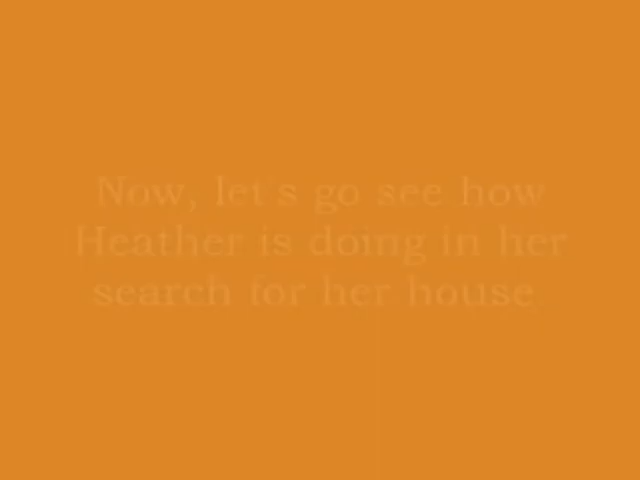 Now, let's go see how
Heather is doing in her
search for her house